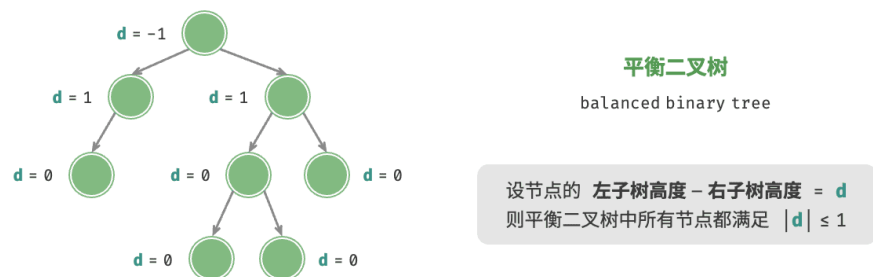 d = −1
d = 1
d = 1
d = 0
d = 0
d = 0
d = 0
d = 0
平衡二叉树
balanced binary tree
设节点的 左子树高度 − 右子树高度 = d
则平衡二叉树中所有节点都满足 |d| ≤ 1